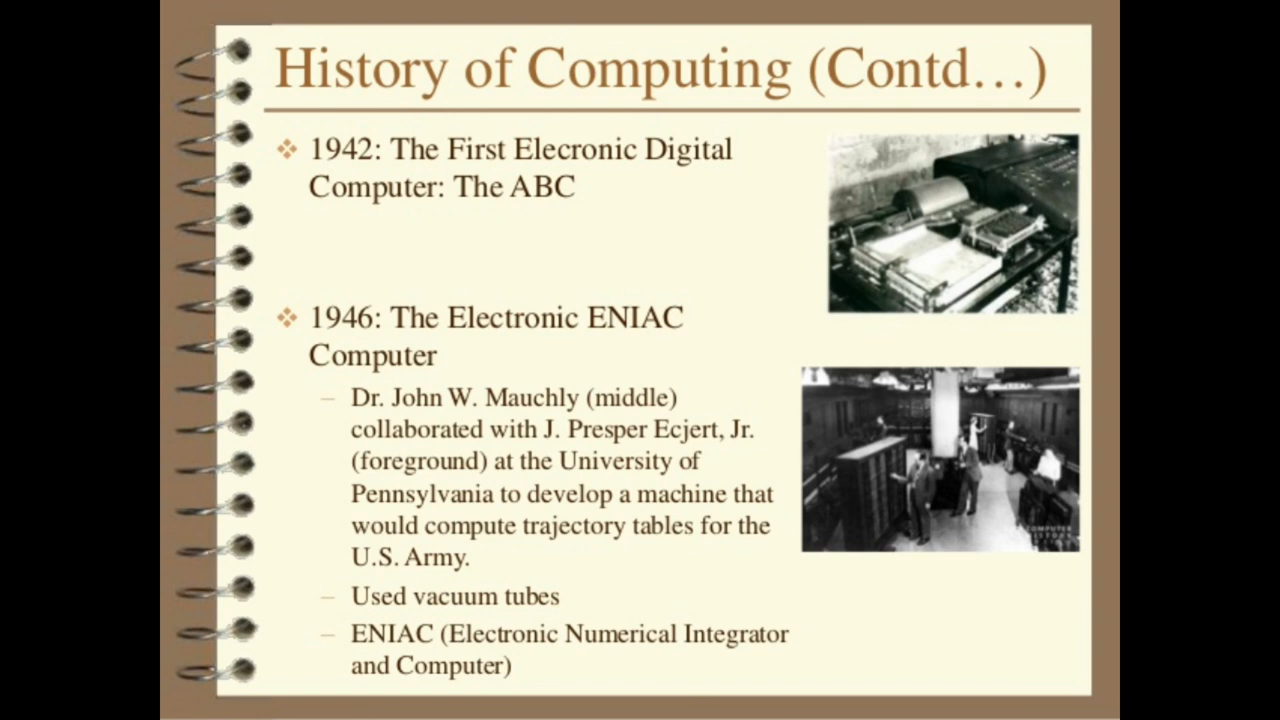 History of Computing (Contd…)
❖ 1942: The First Elecronic Digital
Computer: The ABC
❖ 1946: The Electronic ENIAC
Computer
– Dr. John W. Mauchly (middle)
collaborated with J. Presper Ecjert, Jr.
(foreground) at the University of
Pennsylvania to develop a machine that
would compute trajectory tables for the
U.S. Army.
– Used vacuum tubes
– ENIAC (Electronic Numerical Integrator
and Computer)
COMPUTER